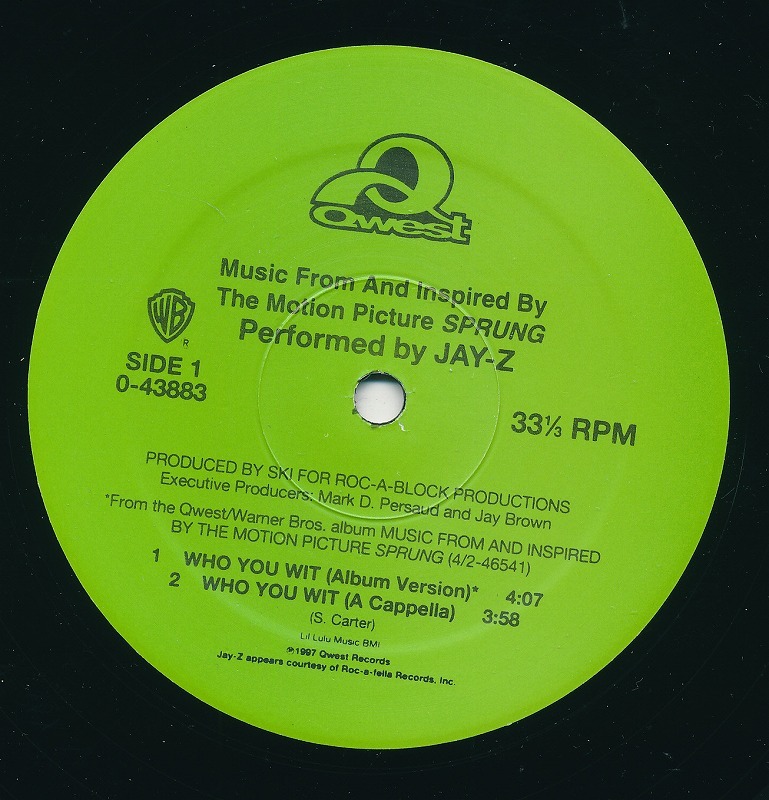 Qwest
Music From And Inspired By
The Motion Picture SPRUNG
Performed by JAY-Z
WB
R
SIDE 1
0-43883
33⅓ RPM
PRODUCED BY SKI FOR ROC-A-BLOCK PRODUCTIONS
Executive Producers: Mark D. Persaud and Jay Brown
*From the Qwest/Warner Bros. album MUSIC FROM AND INSPIRED
BY THE MOTION PICTURE SPRUNG (4/2-46541)
1 WHO YOU WIT (Album Version)* 4:07
2 WHO YOU WIT (A Cappella) 3:58
(S. Carter)
Lil Lulu Music BMI
℗1997 Qwest Records
Jay-Z appears courtesy of Roc-a-fella Records, Inc.